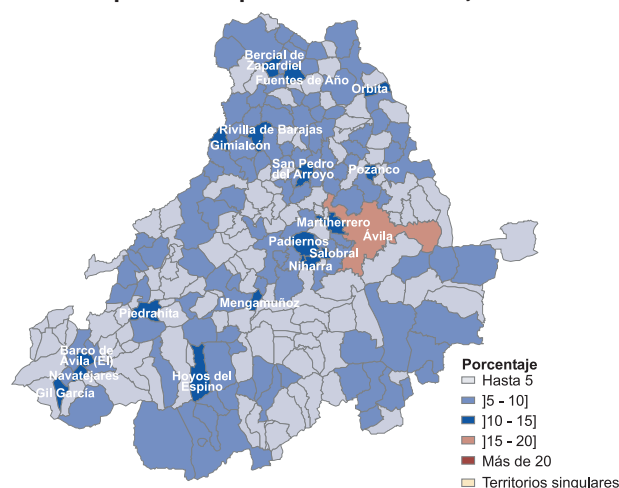 Bercial de
Zapardiel
Fuentes de Año
Orbita
Rivilla de Barajas
Gimialcón
San Pedro
del Arroyo
Pozanco
Martiherrero
Ávila
Padiernos
Salobral
Niharra
Mengamuñoz
Piedrahita
Barco de
Ávila (El)
Navatejares
Gil García
Hoyos del
Espino
Porcentaje
Hasta 5
]5 - 10]
]10 - 15]
]15 - 20]
Más de 20
Territorios singulares